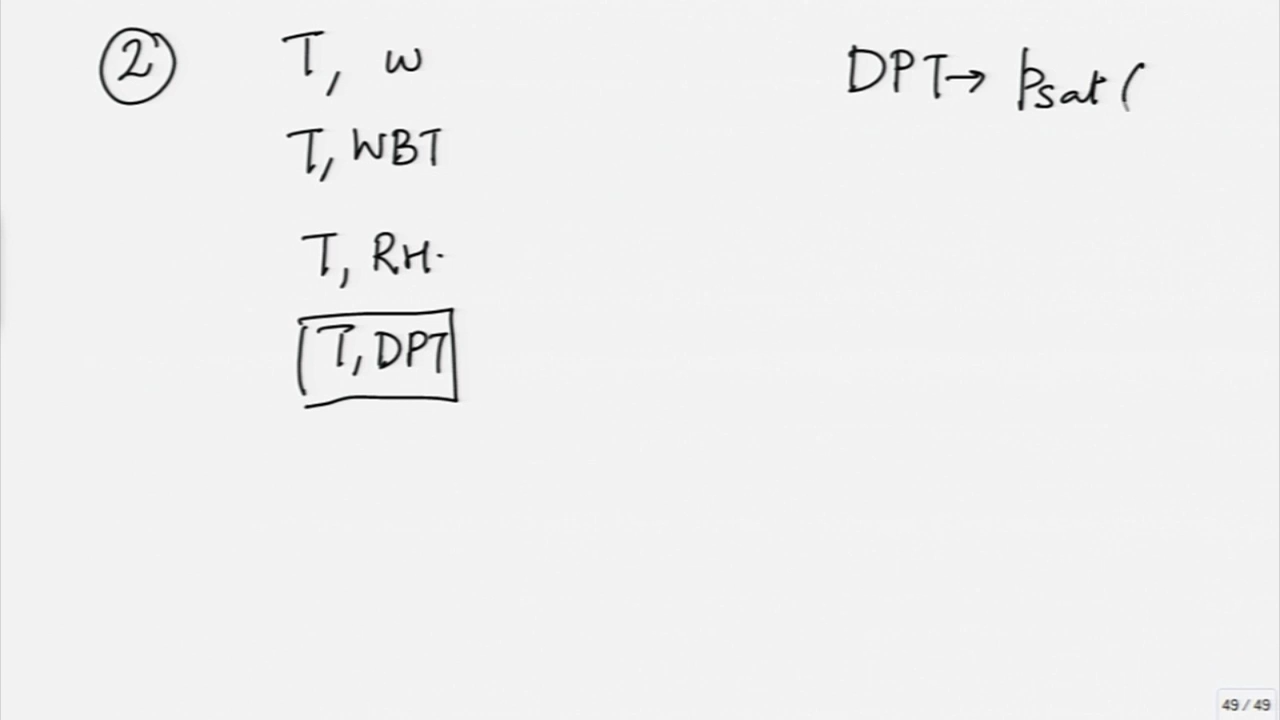 ② T, w
DPT → psat (
T, WBT
T, RH.
T, DPT
49 / 49